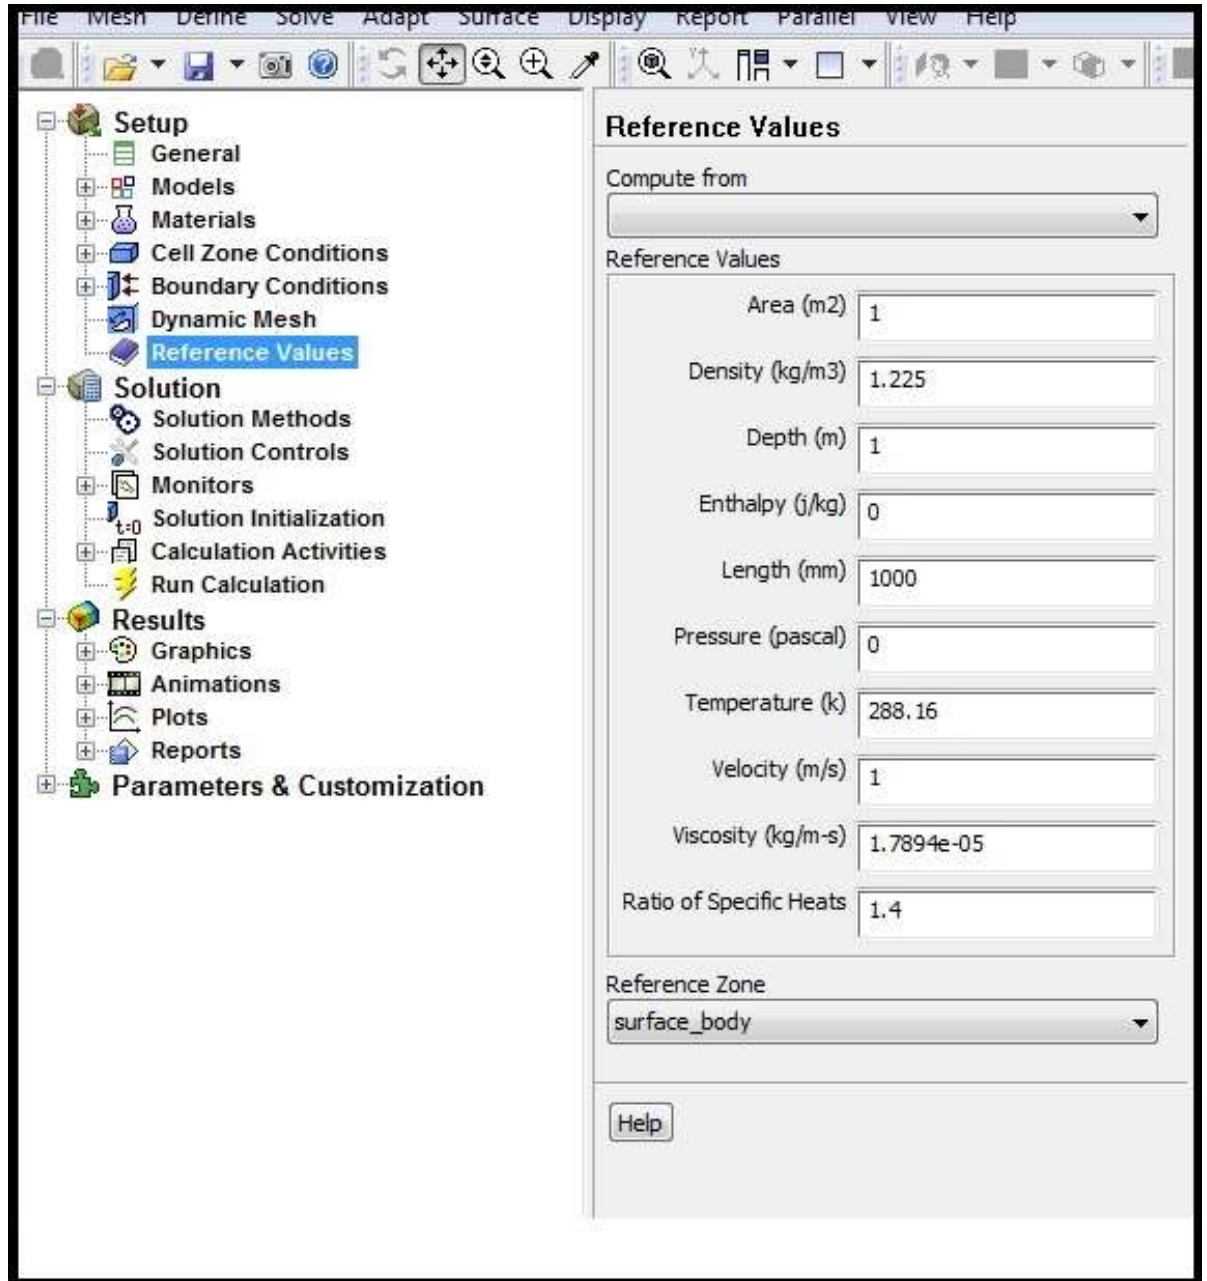 File Mesh Define Solve Adapt Surface Display Report Parallel View Help
Setup
General
Models
Materials
Cell Zone Conditions
Boundary Conditions
Dynamic Mesh
Reference Values
Solution
Solution Methods
Solution Controls
Monitors
t=0 Solution Initialization
Calculation Activities
Run Calculation
Results
Graphics
Animations
Plots
Reports
Parameters & Customization
Reference Values
Compute from
Reference Values
Area (m2) 1
Density (kg/m3) 1.225
Depth (m) 1
Enthalpy (j/kg) 0
Length (mm) 1000
Pressure (pascal) 0
Temperature (k) 288.16
Velocity (m/s) 1
Viscosity (kg/m-s) 1.7894e-05
Ratio of Specific Heats 1.4
Reference Zone
surface_body
Help